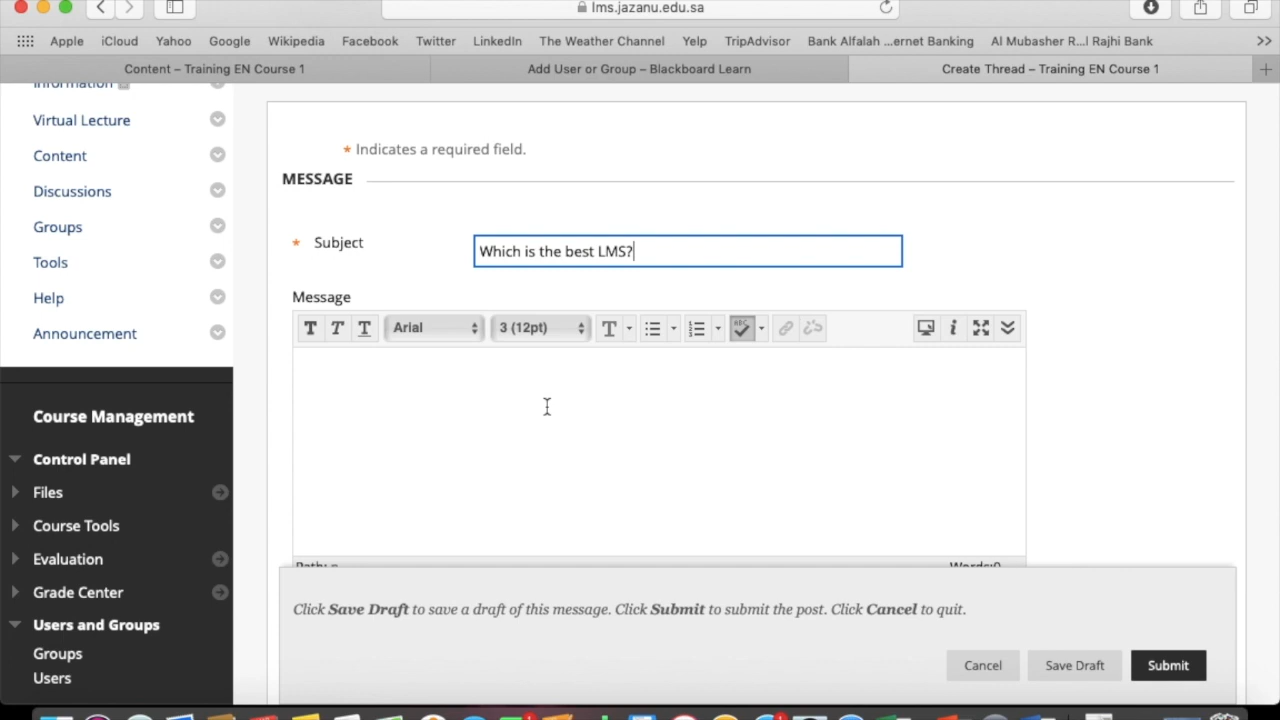 lms.jazanu.edu.sa
Apple iCloud Yahoo Google Wikipedia Facebook Twitter LinkedIn The Weather Channel Yelp TripAdvisor Bank Alfalah ...ernet Banking Al Mubasher R...l Rajhi Bank >>
Content – Training EN Course 1 Add User or Group – Blackboard Learn Create Thread – Training EN Course 1 +
Information
Virtual Lecture
Content
Discussions
Groups
Tools
Help
Announcement
Course Management
Control Panel
Files
Course Tools
Evaluation
Grade Center
Users and Groups
Groups
Users
* Indicates a required field.
MESSAGE
* Subject
Which is the best LMS?
Message
T T T Arial 3 (12pt) T ABC i
Path: p Words:0
Click Save Draft to save a draft of this message. Click Submit to submit the post. Click Cancel to quit.
Cancel Save Draft Submit